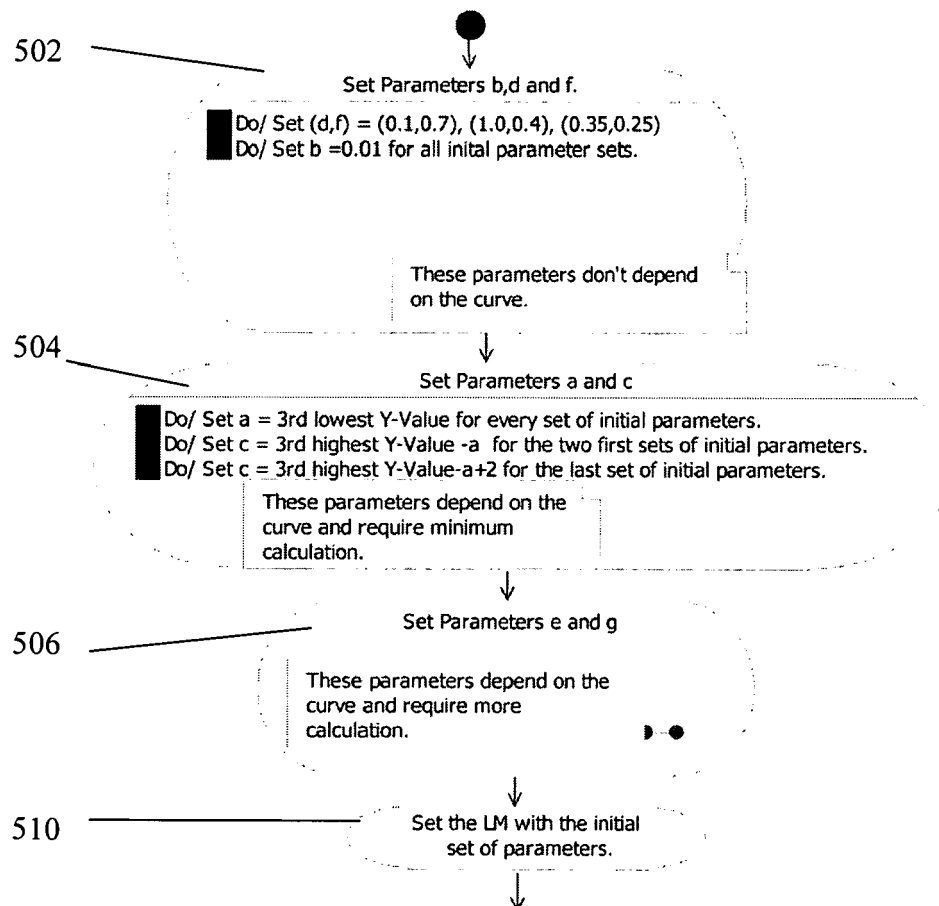 502
Set Parameters b,d and f.
Do/ Set (d,f) = (0.1,0.7), (1.0,0.4), (0.35,0.25)
Do/ Set b =0.01 for all inital parameter sets.
These parameters don't depend
on the curve.
504
Set Parameters a and c
Do/ Set a = 3rd lowest Y-Value for every set of initial parameters.
Do/ Set c = 3rd highest Y-Value -a for the two first sets of initial parameters.
Do/ Set c = 3rd highest Y-Value-a+2 for the last set of initial parameters.
These parameters depend on the
curve and require minimum
calculation.
506
Set Parameters e and g
These parameters depend on the
curve and require more
calculation.
510
Set the LM with the initial
set of parameters.